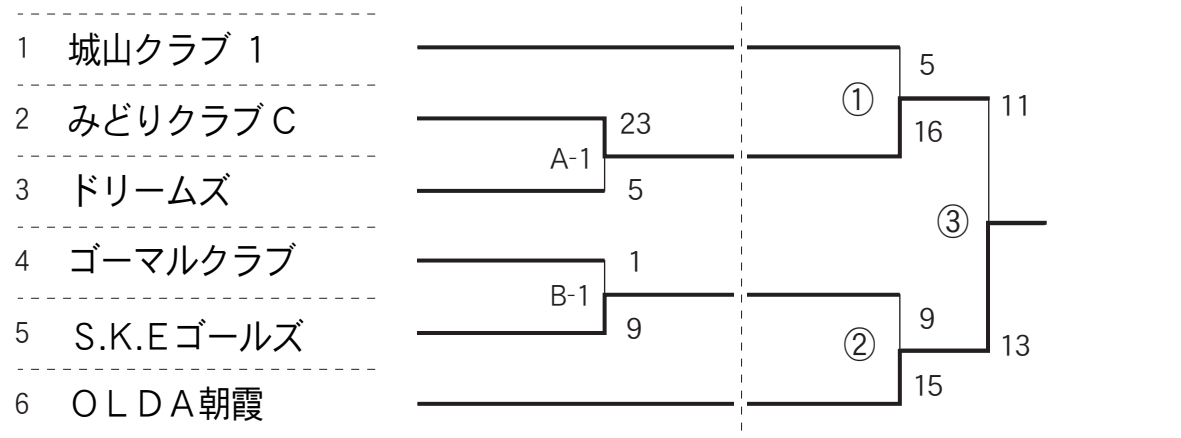 1 城山クラブ 1
2 みどりクラブ C
3 ドリームズ
4 ゴーマルクラブ
5 S.K.Eゴールズ
6 OLDA朝霞
5
①
11
16
23
A-1
5
③
1
B-1
9
9
②
13
15